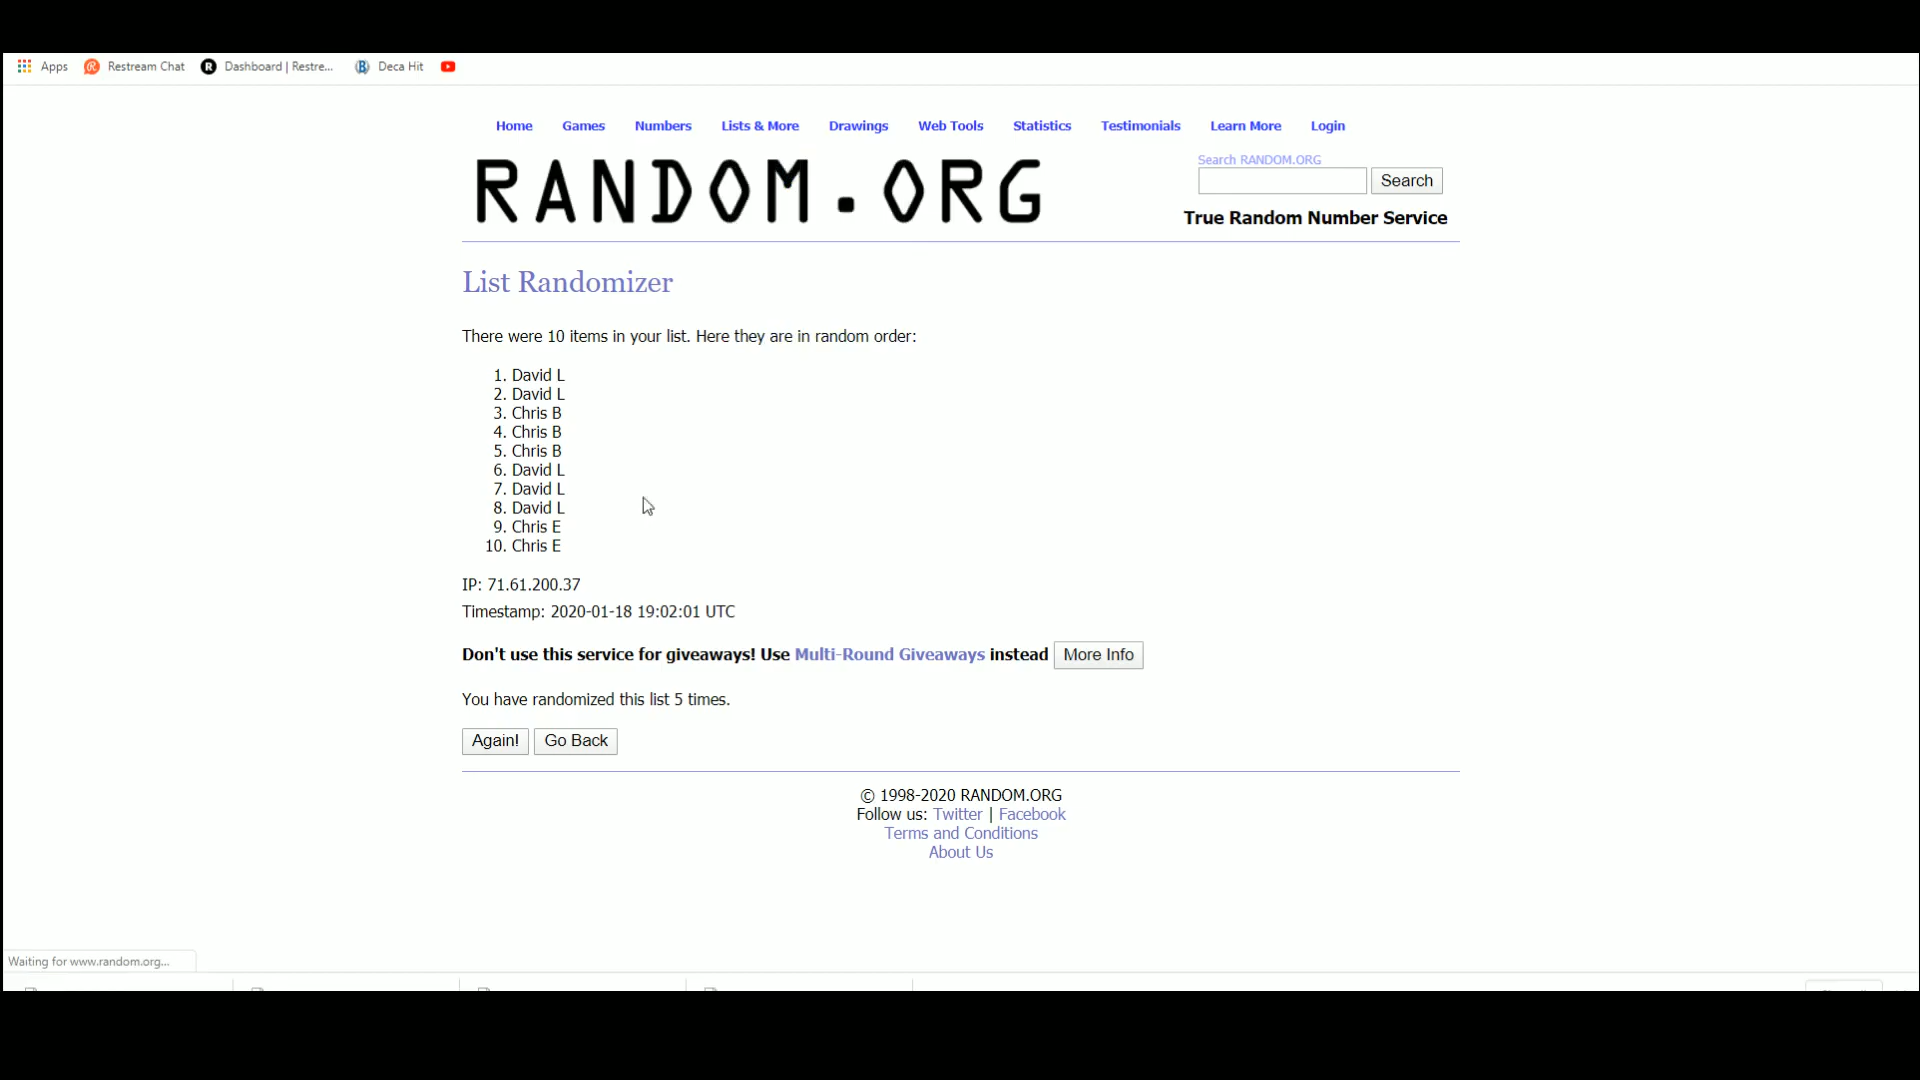 Apps Restream Chat Dashboard | Restre... Deca Hit
Home Games Numbers Lists & More Drawings Web Tools Statistics Testimonials Learn More Login
RANDOM.ORG
Search RANDOM.ORG
Search
True Random Number Service
List Randomizer
There were 10 items in your list. Here they are in random order:
1. David L
2. David L
3. Chris B
4. Chris B
5. Chris B
6. David L
7. David L
8. David L
9. Chris E
10. Chris E
IP: 71.61.200.37
Timestamp: 2020-01-18 19:02:01 UTC
Don't use this service for giveaways! Use Multi-Round Giveaways instead More Info
You have randomized this list 5 times.
Again! Go Back
© 1998-2020 RANDOM.ORG
Follow us: Twitter | Facebook
Terms and Conditions
About Us
Waiting for www.random.org...